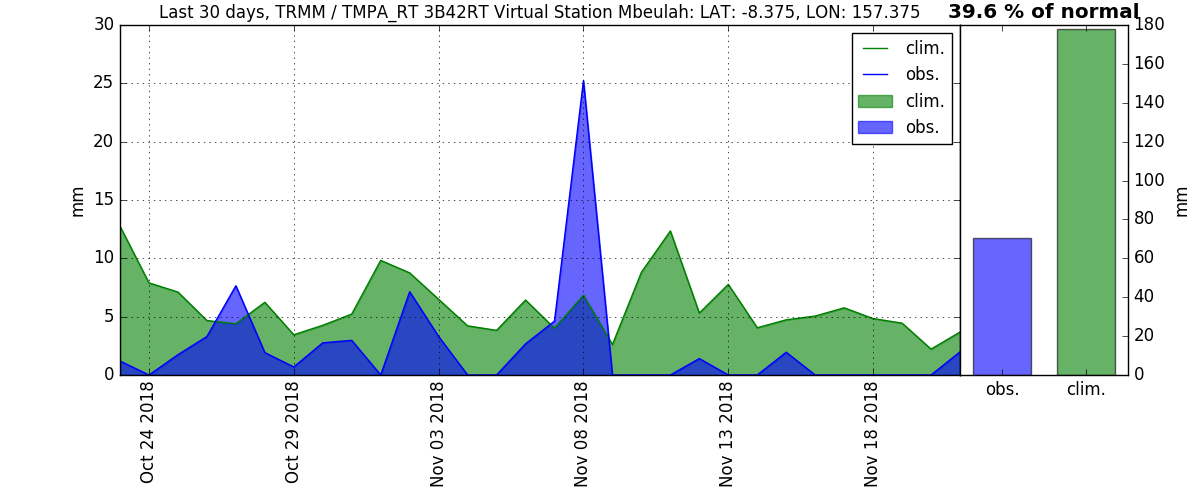 Last 30 days, TRMM / TMPA_RT 3B42RT Virtual Station Mbeulah: LAT: -8.375, LON: 157.375
39.6 % of normal
30
25
20
15
10
5
0
mm
clim.
obs.
clim.
obs.
Oct 24 2018
Oct 29 2018
Nov 03 2018
Nov 08 2018
Nov 13 2018
Nov 18 2018
180
160
140
120
100
80
60
40
20
0
mm
obs.
clim.